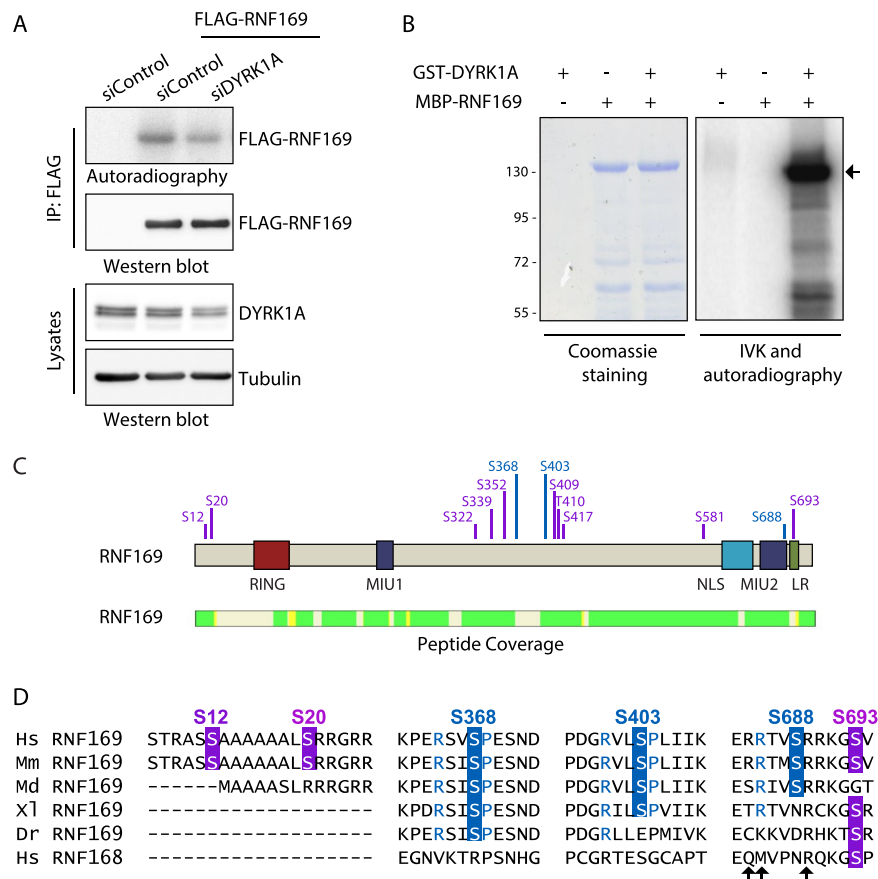 A
FLAG-RNF169
siControl
siControl
siDYRK1A
IP: FLAG
FLAG-RNF169
Autoradiography
FLAG-RNF169
Western blot
Lysates
DYRK1A
Tubulin
Western blot
B
GST-DYRK1A + - + + - +
MBP-RNF169 - + + - + +
130 -
95 -
72 -
55 -
Coomassie staining
IVK and autoradiography
C
S368 S403
S352 S409
S20 S339 T410 S693
S12 S322 S417 S581 S688
RNF169
RING MIU1 NLS MIU2 LR
RNF169
Peptide Coverage
D
S12 S20 S368 S403 S688 S693
Hs RNF169 STRASSAAAAAALSRRGRR KPERSVSPESND PDGRVLSPLIIK ERRTVSRRKGSV
Mm RNF169 STRASSAAAAAALSRRGRR KPERSISPESND PDGRVLSPLIIK ERRTMSRRKGSV
Md RNF169 ------MAAAASLRRRGRR KPERSISPESND PDGRVLSPLIIK ESRIVSRRKGGT
Xl RNF169 ------------------- KPDRSISPESND PDGRILSPVIIK ETRTVNRCKGSR
Dr RNF169 ------------------- KPERSISPESND PDGRLLEPMIVK ECKKVDRHKTSR
Hs RNF168 EGNVKTRPSNHG PCGRTESGCAPT EQMVPNRQKGSP